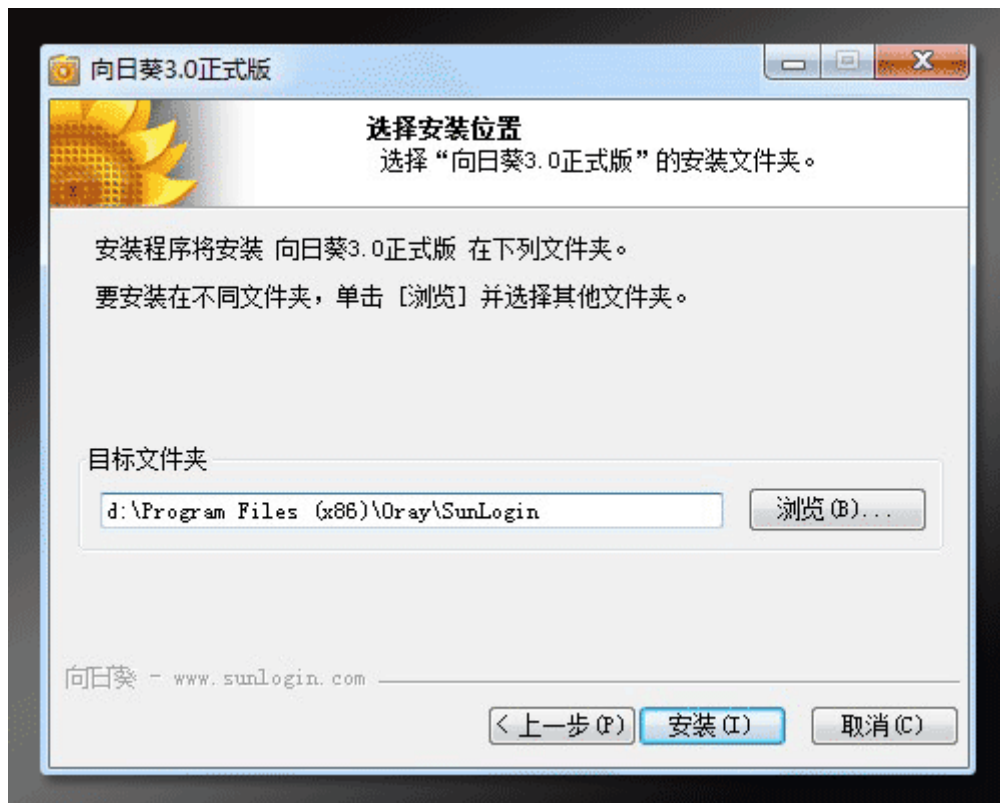 向日葵3.0正式版
选择安装位置
选择“向日葵3.0正式版”的安装文件夹。
安装程序将安装 向日葵3.0正式版 在下列文件夹。
要安装在不同文件夹，单击 [浏览] 并选择其他文件夹。
目标文件夹
d:\Program Files (x86)\Oray\SunLogin
浏览(B)...
向日葵 - www.sunlogin.com
< 上一步(P)
安装(I)
取消(C)